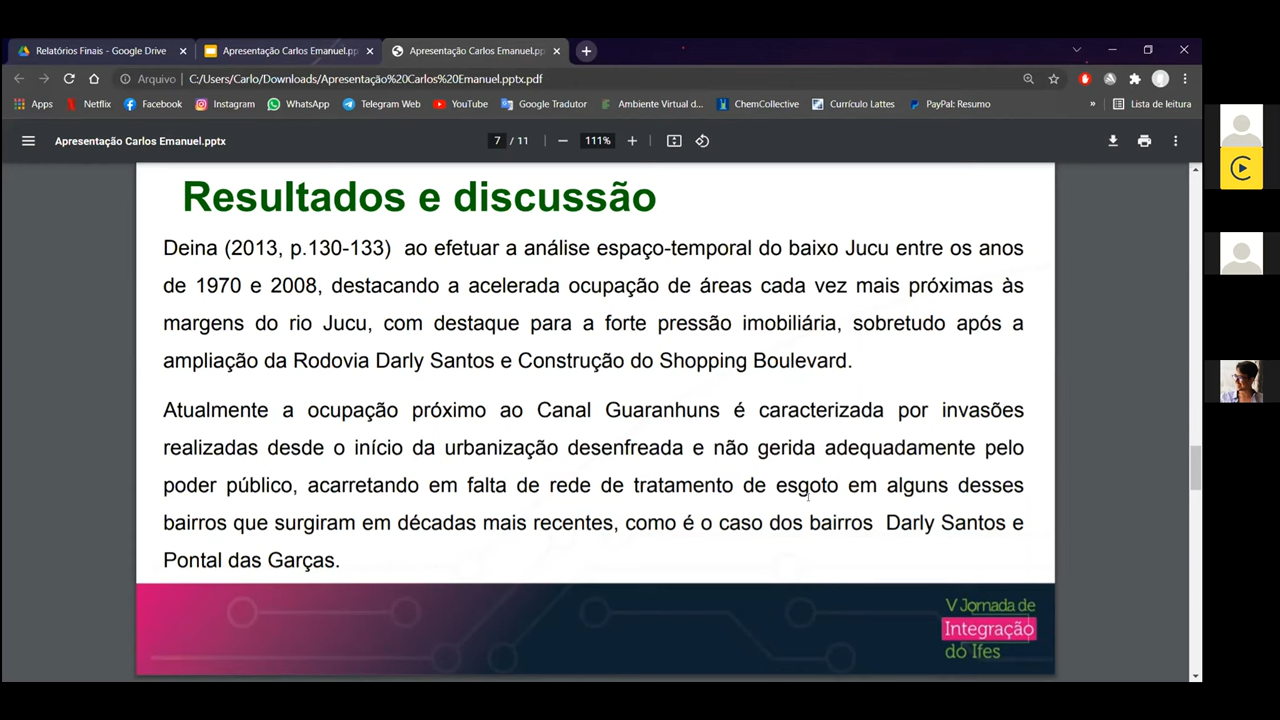 Relatórios Finais - Google Drive
Apresentação Carlos Emanuel.pp
Apresentação Carlos Emanuel.pp
Arquivo C:/Users/Carlo/Downloads/Apresentação%20Carlos%20Emanuel.pptx.pdf
Apps Netflix Facebook Instagram WhatsApp Telegram Web YouTube Google Tradutor Ambiente Virtual d... ChemCollective Currículo Lattes PayPal: Resumo » Lista de leitura
Apresentação Carlos Emanuel.pptx 7 / 11 111%
Resultados e discussão
Deina (2013, p.130-133) ao efetuar a análise espaço-temporal do baixo Jucu entre os anos
de 1970 e 2008, destacando a acelerada ocupação de áreas cada vez mais próximas às
margens do rio Jucu, com destaque para a forte pressão imobiliária, sobretudo após a
ampliação da Rodovia Darly Santos e Construção do Shopping Boulevard.
Atualmente a ocupação próximo ao Canal Guaranhuns é caracterizada por invasões
realizadas desde o início da urbanização desenfreada e não gerida adequadamente pelo
poder público, acarretando em falta de rede de tratamento de esgoto em alguns desses
bairros que surgiram em décadas mais recentes, como é o caso dos bairros Darly Santos e
Pontal das Garças.
V Jornada de
Integração
do Ifes